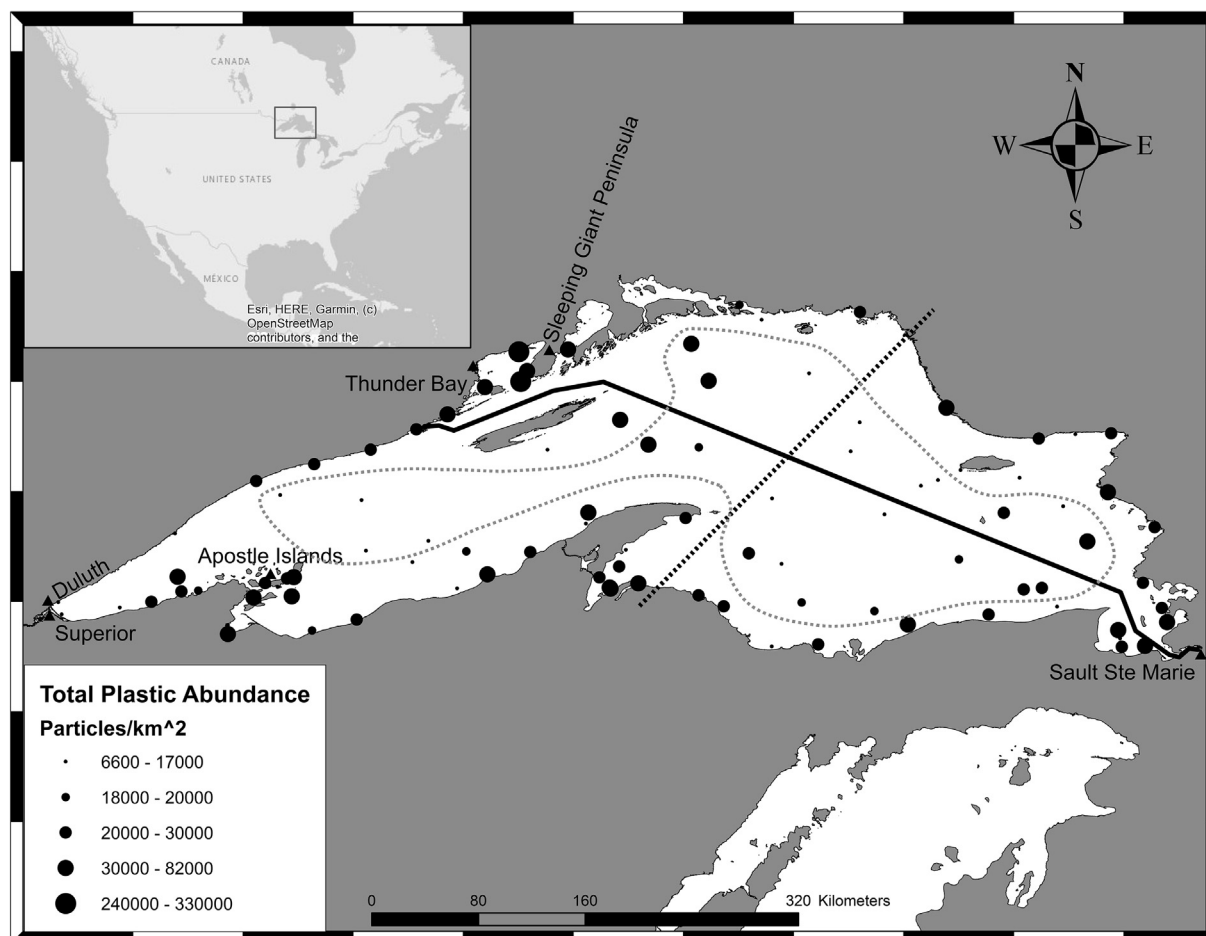 CANADA
UNITED STATES
MÉXICO
Esri, HERE, Garmin, (c)
OpenStreetMap
contributors, and the
N
W
E
S
Sleeping Giant Peninsula
Thunder Bay
Apostle Islands
Duluth
Superior
Sault Ste Marie
Total Plastic Abundance
Particles/km^2
6600 - 17000
18000 - 20000
20000 - 30000
30000 - 82000
240000 - 330000
0 80 160 320 Kilometers